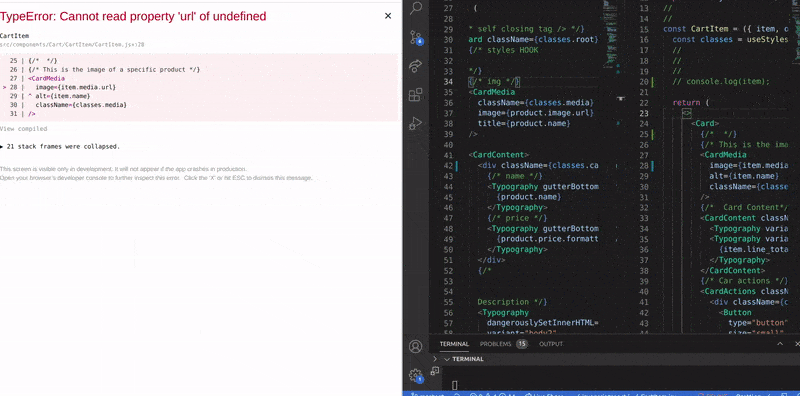 TypeError: Cannot read property 'url' of undefined
CartItem
25 | {/*  */}
26 | {/* This is the image of a specific product */}
27 | <CardMedia
> 28 |   image={item.media.url}
29 | ^ alt={item.name}
30 |   className={classes.media}
31 | />
View compiled
▶ 21 stack frames were collapsed.
This screen is visible only in development. It will not appear if the app crashes in production.
Open your browser's developer console to further inspect this error. Click the 'X' or hit ESC to dismiss this message.
27 (
28
29 * self closing tag /> */}
30 ard className={classes.root}
31 {/* styles HOOK
32
33 */}
34 {/* img */}
35 <CardMedia
36 className={classes.media}
37 image={product.image.url}
38 title={product.name}
39 />
40
41 <CardContent>
42 <div className={classes.ca
43 {/* name */}
44 <Typography gutterBottom
45 {product.name}
46 </Typography>
47 {/* price */}
48 <Typography gutterBottom
49 {product.price.formatt
50 </Typography>
51 </div>
52 {/*
53
54
55 Description */}
56 <Typography
57 dangerouslySetInnerHTML=
58 variant="body2"
13 //
14 //
15 const CartItem = ({ item, o
16 const classes = useStyles
17 //
18 //
19 //
20 // console.log(item);
21
22 return (
23 <>
24 <Card>
25 {/*  */}
26 {/* This is the ima
27 <CardMedia
28 image={item.media
29 alt={item.name}
30 className={classe
31 />
32 {/*  Card Content*/
33 <CardContent classN
34 <Typography varia
35 <Typography varia
36 {item.line_tota
37 </Typography>
38 </CardContent>
39 {/* Car actions */}
40 <CardActions classN
41 <div className={c
42 <Button
43 type="button"
44 size="small"
TERMINAL PROBLEMS 15 OUTPUT
TERMINAL